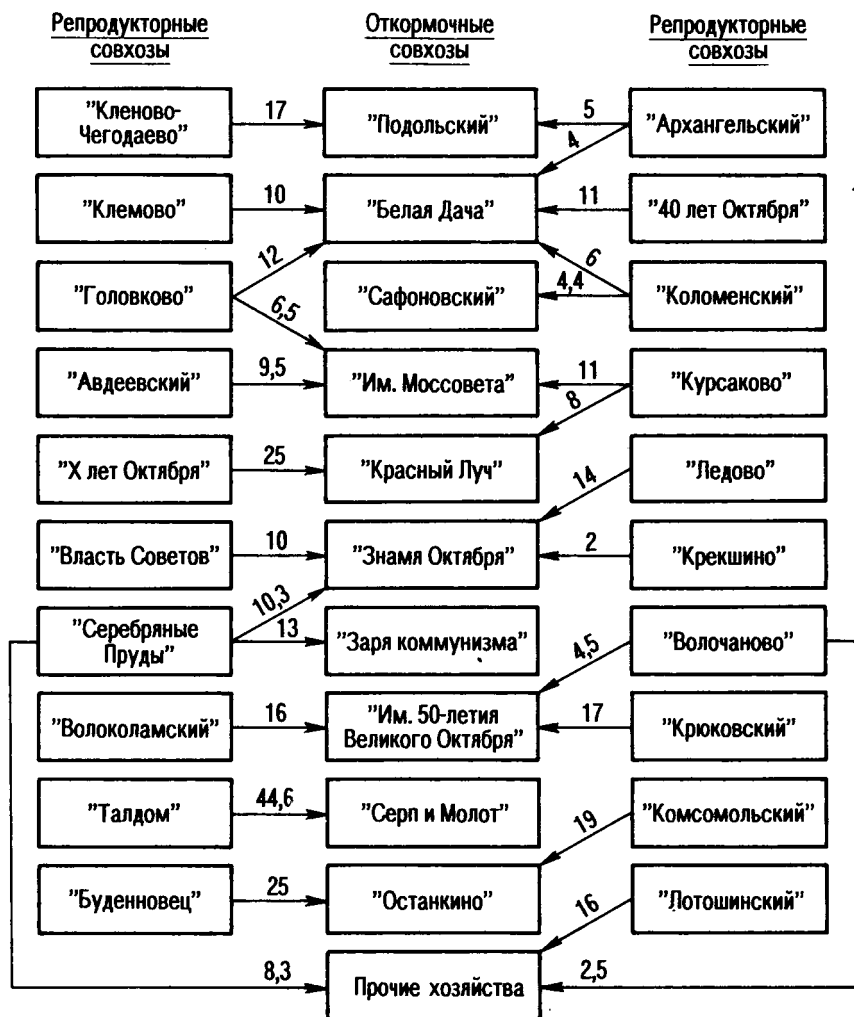 Репродукторные совхозы
Откормочные совхозы
Репродукторные совхозы
"Кленово-
Чегодаево"
17
"Подольский"
5
"Архангельский"
4
"Клемово"
10
"Белая Дача"
11
"40 лет Октября"
12
6
"Головково"
"Сафоновский"
4,4
"Коломенский"
6,5
"Авдеевский"
9,5
"Им. Моссовета"
11
"Курсаково"
8
"X лет Октября"
25
"Красный Луч"
"Ледово"
14
"Власть Советов"
10
"Знамя Октября"
2
"Крекшино"
10,3
"Серебряные
Пруды"
13
"Заря коммунизма"
"Волочаново"
4,5
"Волоколамский"
16
"Им. 50-летия
Великого Октября"
17
"Крюковский"
"Талдом"
44,6
"Серп и Молот"
"Комсомольский"
19
"Буденновец"
25
"Останкино"
"Лотошинский"
16
8,3
Прочие хозяйства
2,5